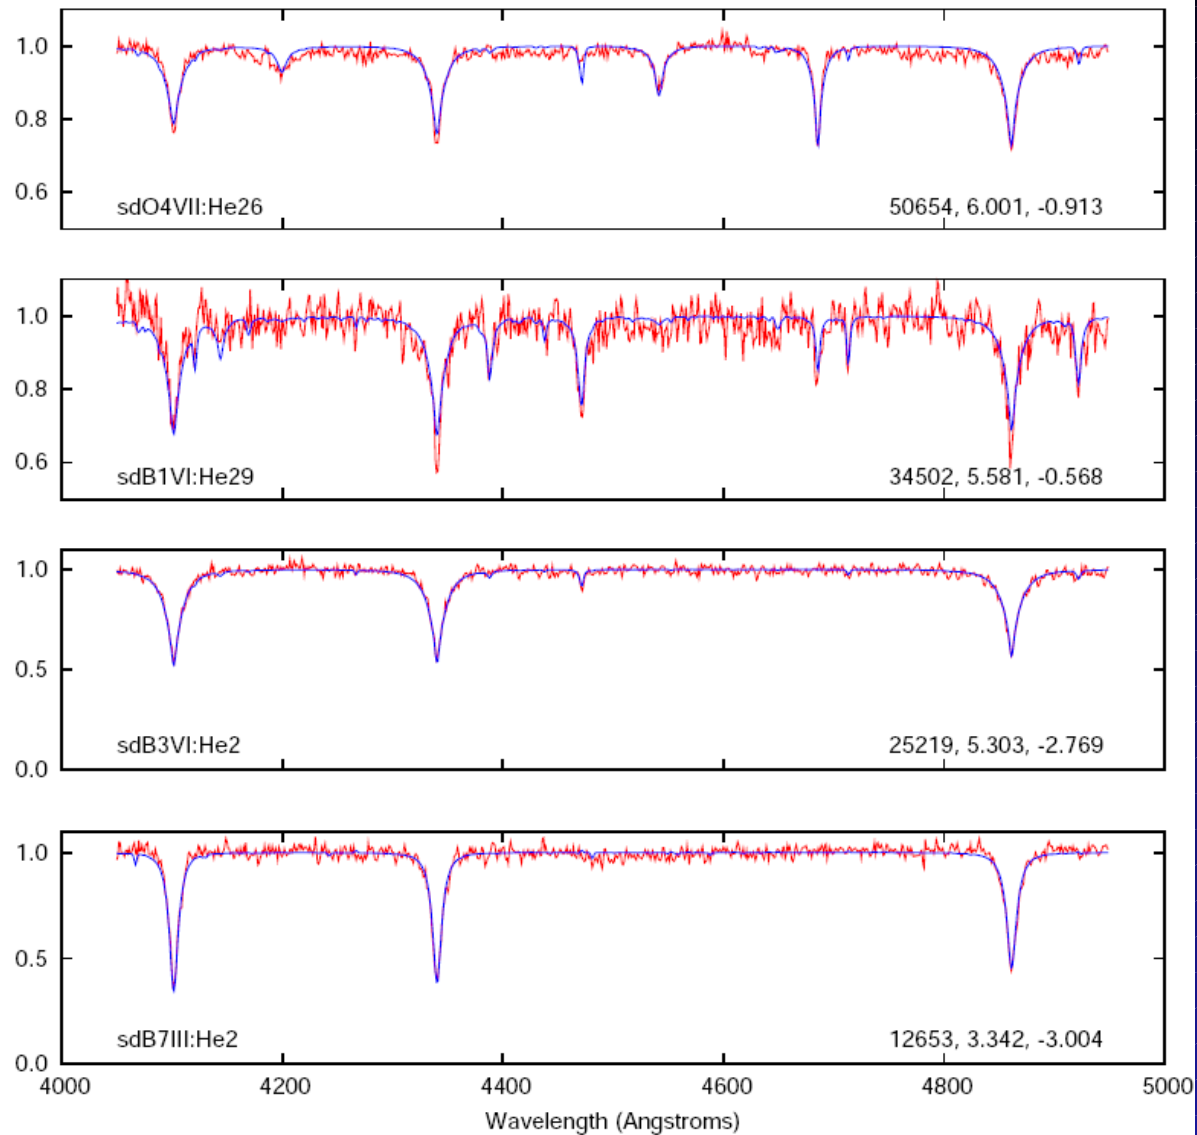 1.0
0.8
0.6
sdO4VII:He26 50654, 6.001, -0.913
1.0
0.8
0.6
sdB1VI:He29 34502, 5.581, -0.568
1.0
0.5
sdB3VI:He2 25219, 5.303, -2.769
0.0
1.0
0.5
sdB7III:He2 12653, 3.342, -3.004
0.0
4000 4200 4400 4600 4800 5000
Wavelength (Angstroms)